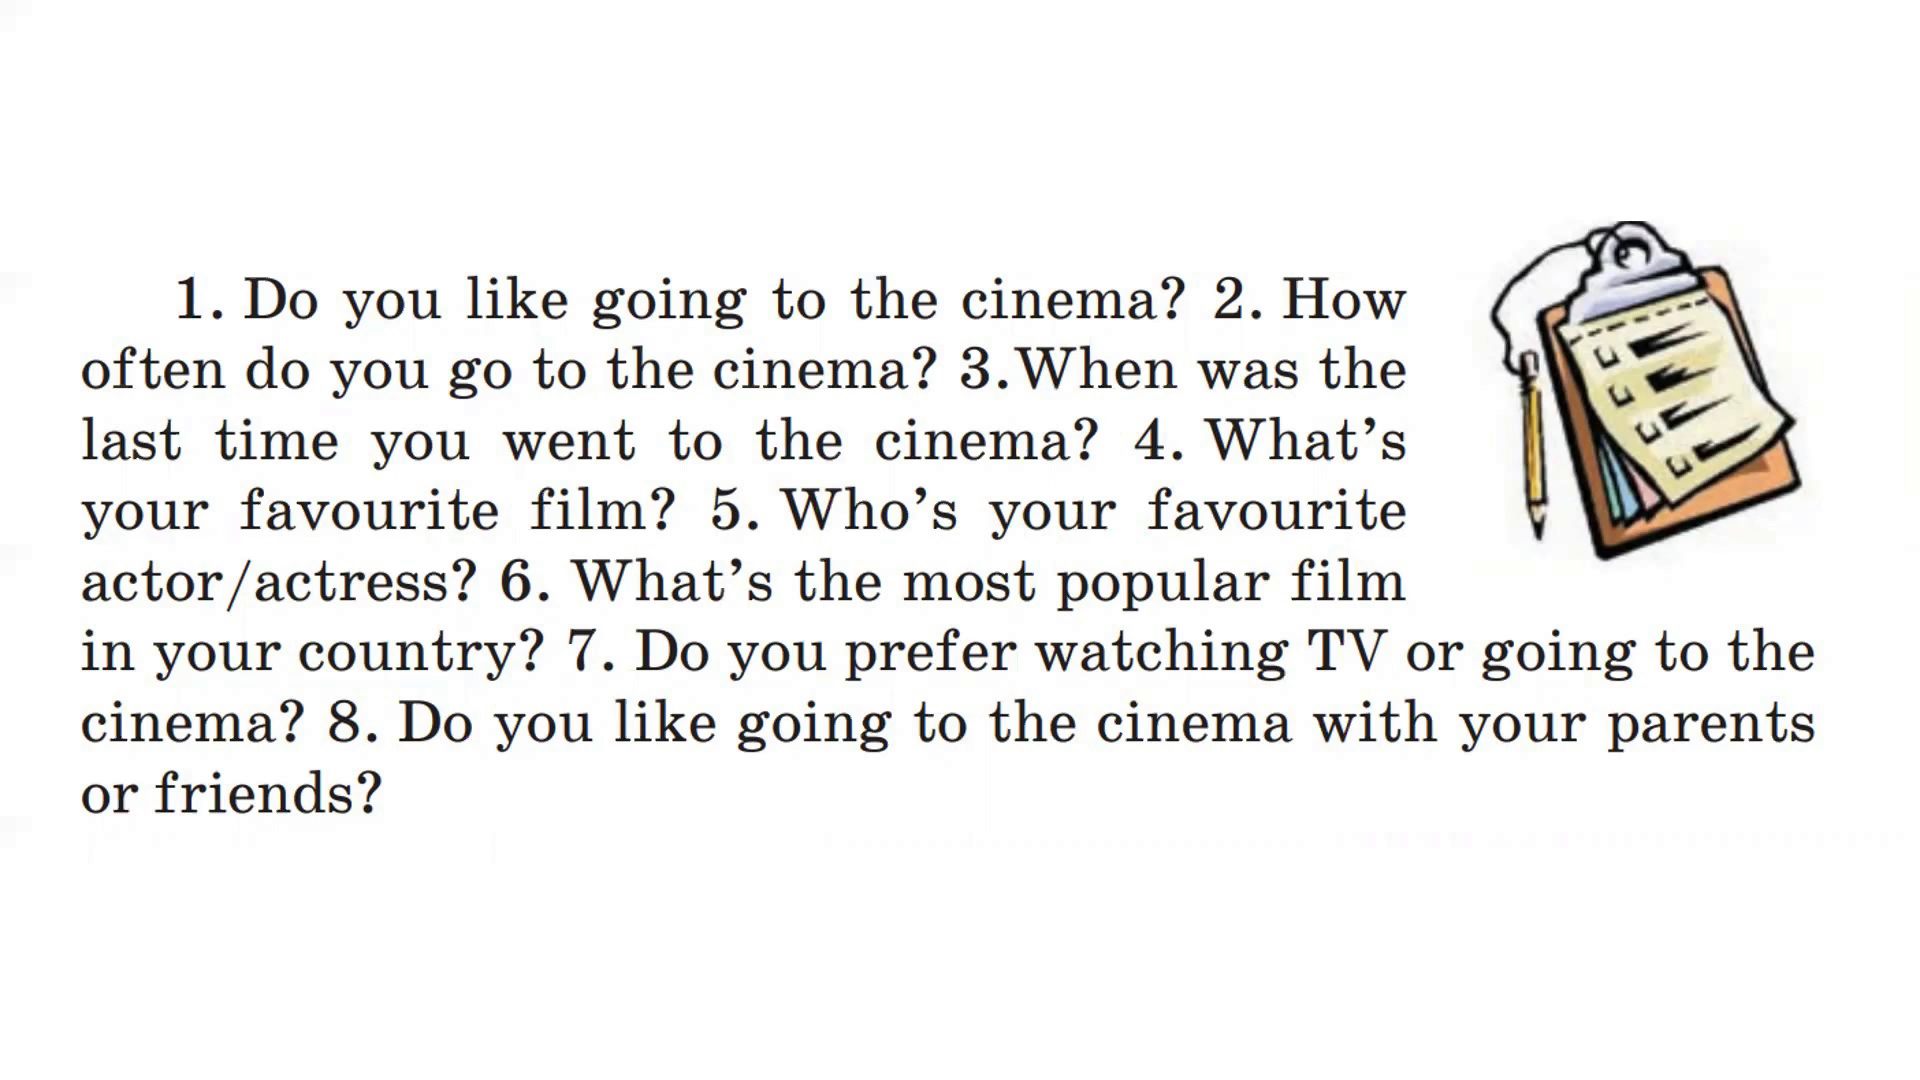 1. Do you like going to the cinema? 2. How
often do you go to the cinema? 3.When was the
last time you went to the cinema? 4. What’s
your favourite film? 5. Who’s your favourite
actor/actress? 6. What’s the most popular film
in your country? 7. Do you prefer watching TV or going to the
cinema? 8. Do you like going to the cinema with your parents
or friends?